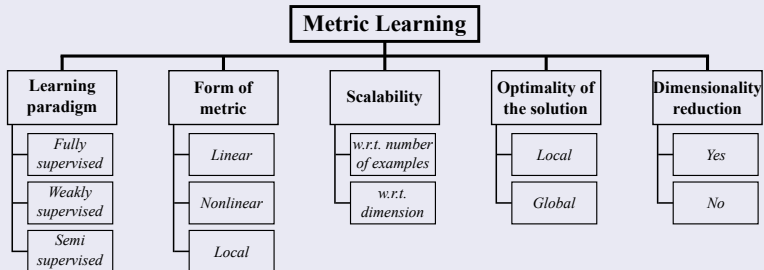 Metric Learning
Learning
paradigm
Fully
supervised
Weakly
supervised
Semi
supervised
Form of
metric
Linear
Nonlinear
Local
Scalability
w.r.t. number
of examples
w.r.t.
dimension
Optimality of
the solution
Local
Global
Dimensionality
reduction
Yes
No